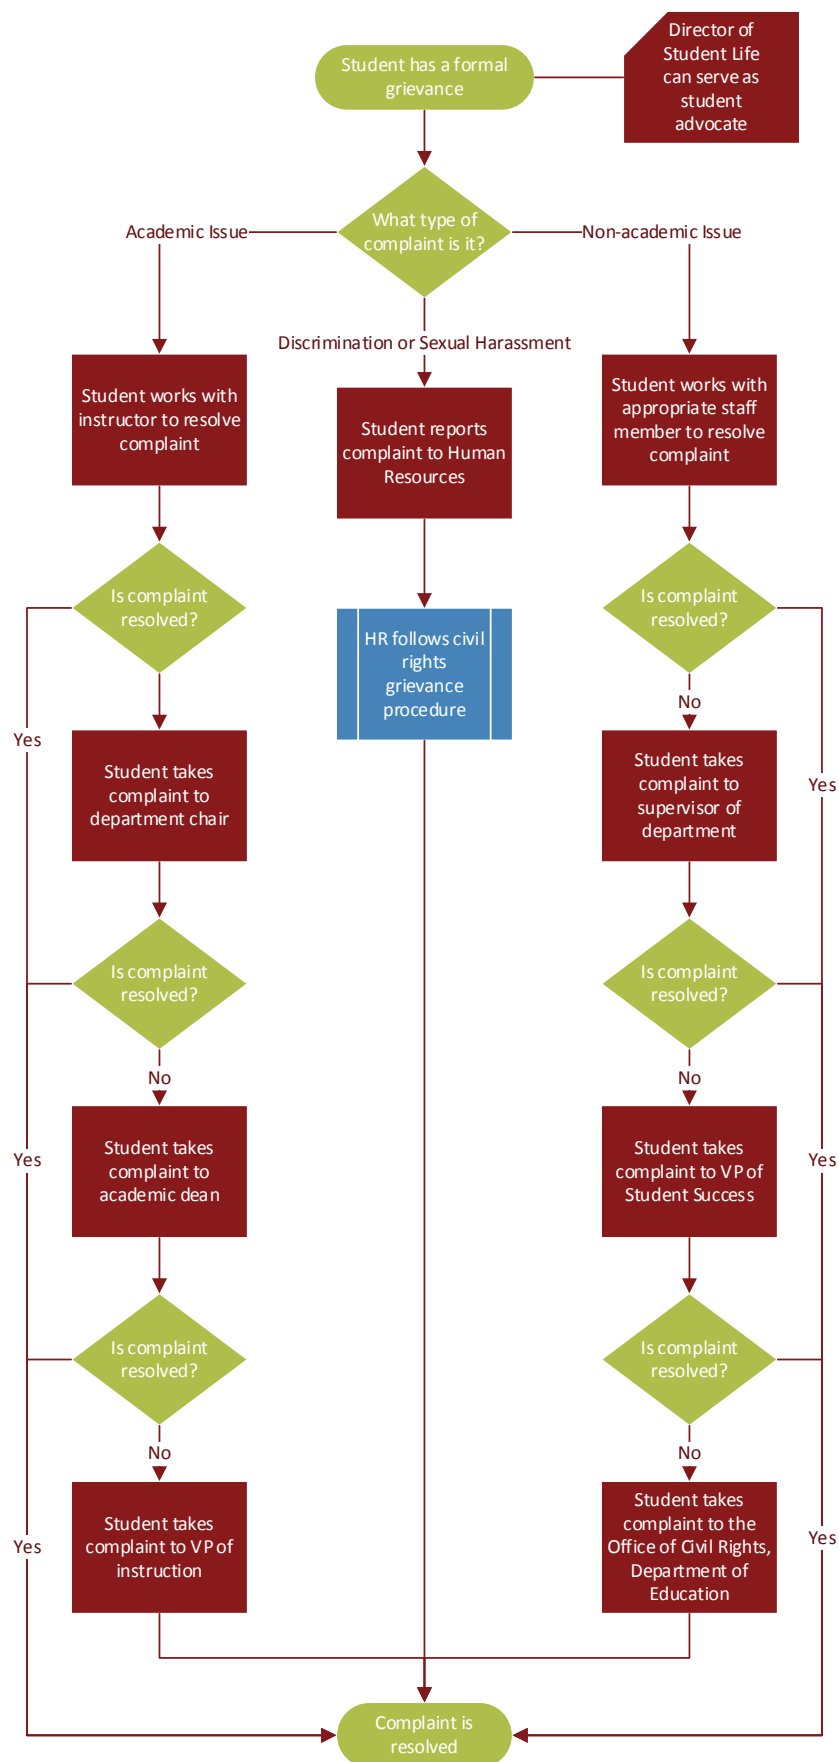 Student has a formal
grievance
Director of
Student Life
can serve as
student
advocate
What type of
complaint is it?
Academic Issue
Non-academic Issue
Discrimination or Sexual Harassment
Student works with
instructor to resolve
complaint
Student reports
complaint to Human
Resources
Student works with
appropriate staff
member to resolve
complaint
Is complaint
resolved?
HR follows civil
rights
grievance
procedure
Is complaint
resolved?
No
Yes
Student takes
complaint to
department chair
Student takes
complaint to
supervisor of
department
Yes
Is complaint
resolved?
Is complaint
resolved?
No
No
Yes
Student takes
complaint to
academic dean
Student takes
complaint to VP of
Student Success
Yes
Is complaint
resolved?
Is complaint
resolved?
No
No
Yes
Student takes
complaint to VP of
instruction
Student takes
complaint to the
Office of Civil Rights,
Department of
Education
Yes
Complaint is
resolved